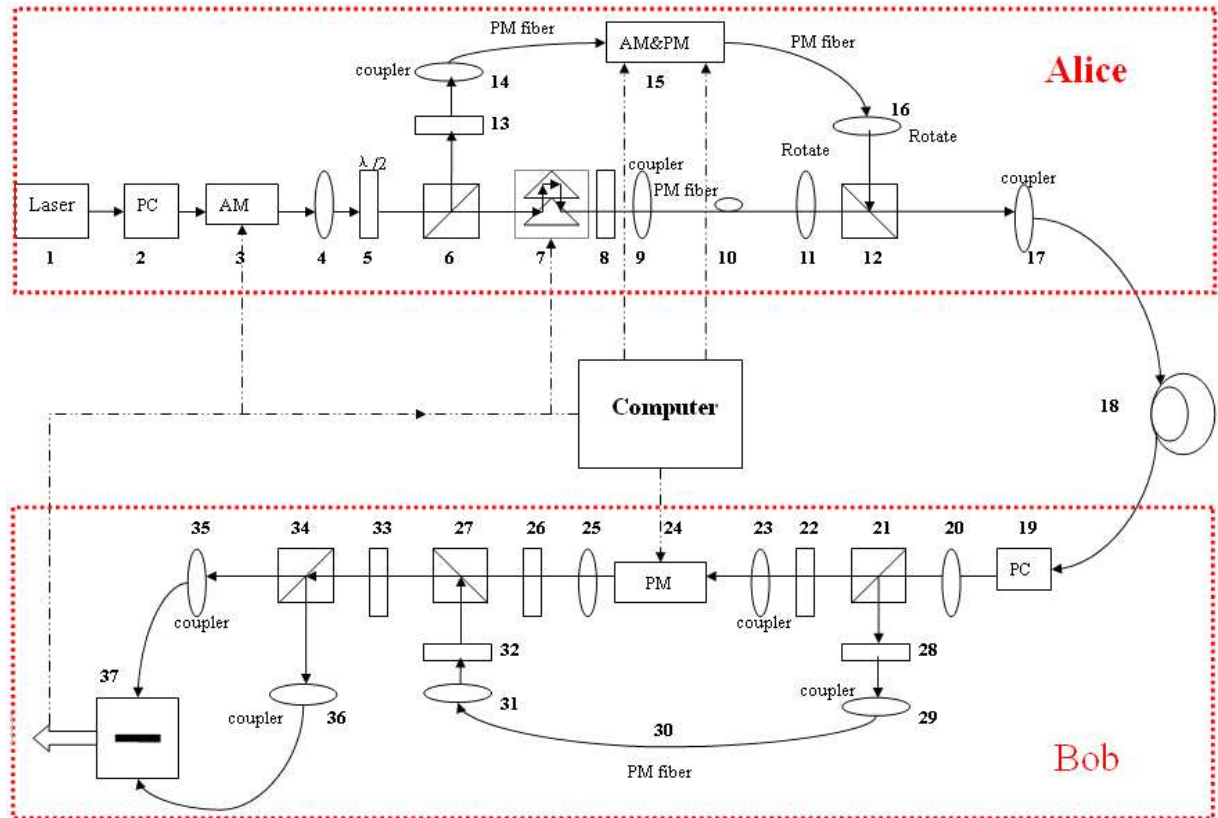 PM fiber
AM&PM
PM fiber
coupler
14
15
Alice
16
13
Rotate
λ/2
coupler
Rotate
PM fiber
coupler
Laser
PC
AM
1
2
3
4
5
6
7
8
9
10
11
12
17
Computer
18
35
34
33
27
26
25
24
23
22
21
20
19
PM
PC
coupler
coupler
32
28
37
coupler
36
31
coupler
29
30
PM fiber
Bob